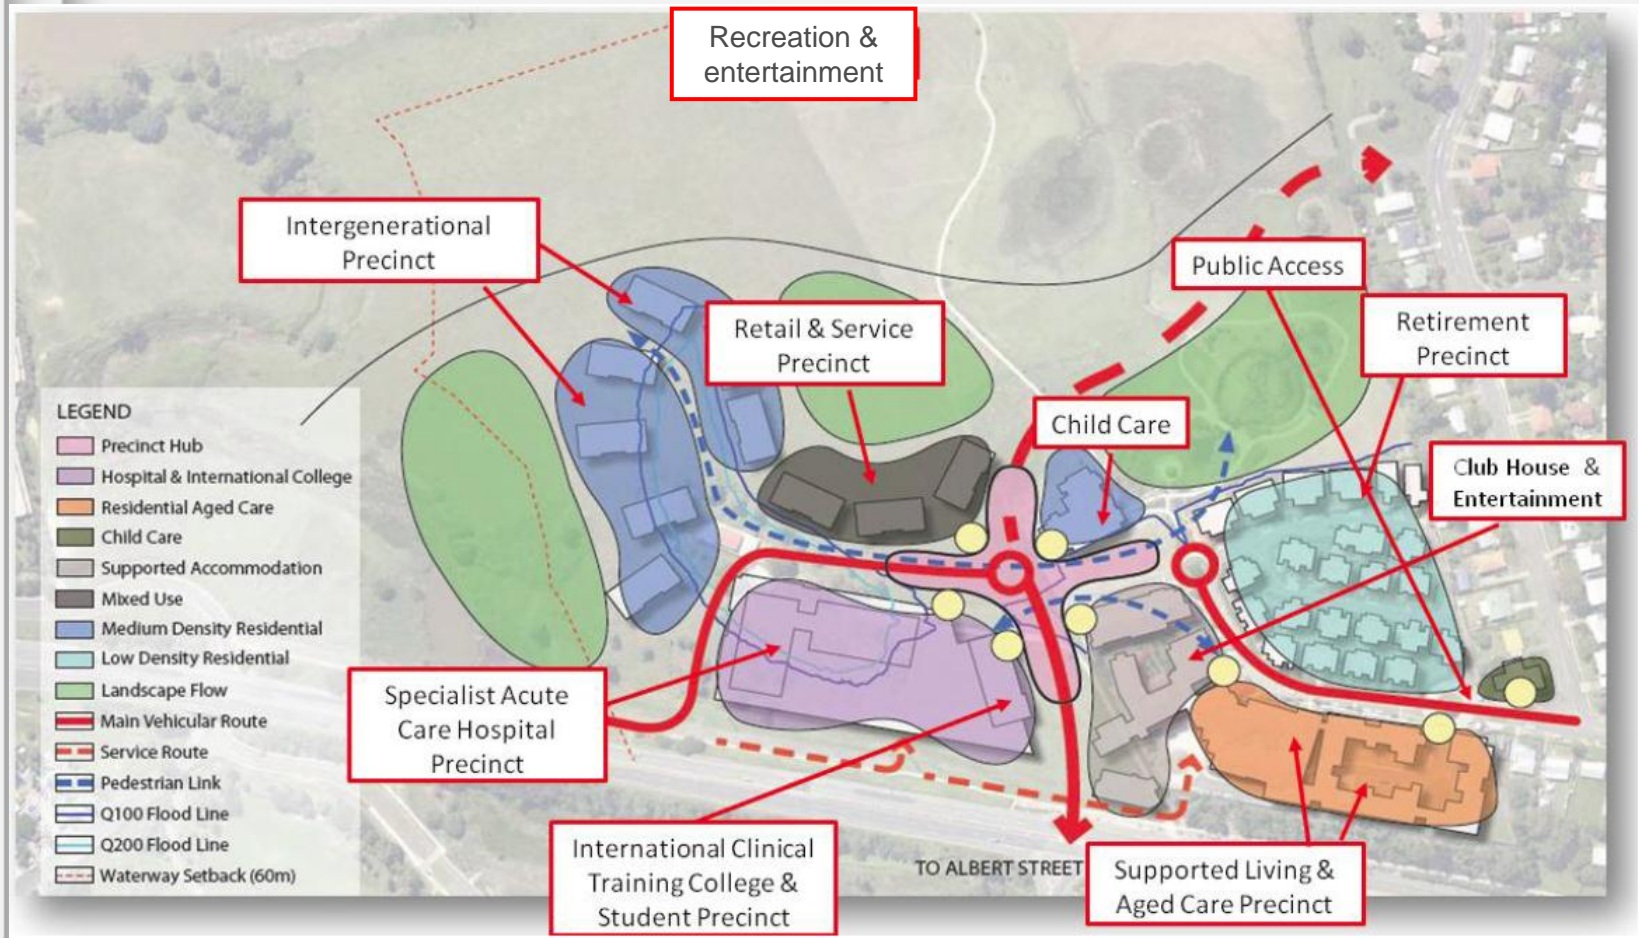 Recreation &
entertainment
Intergenerational
Precinct
Public Access
Retail & Service
Precinct
Retirement
Precinct
Child Care
Club House &
Entertainment
LEGEND
Precinct Hub
Hospital & International College
Residential Aged Care
Child Care
Supported Accommodation
Mixed Use
Medium Density Residential
Low Density Residential
Landscape Flow
Main Vehicular Route
Service Route
Pedestrian Link
Q100 Flood Line
Q200 Flood Line
Waterway Setback (60m)
Specialist Acute
Care Hospital
Precinct
International Clinical
Training College &
Student Precinct
TO ALBERT STREET
Supported Living &
Aged Care Precinct